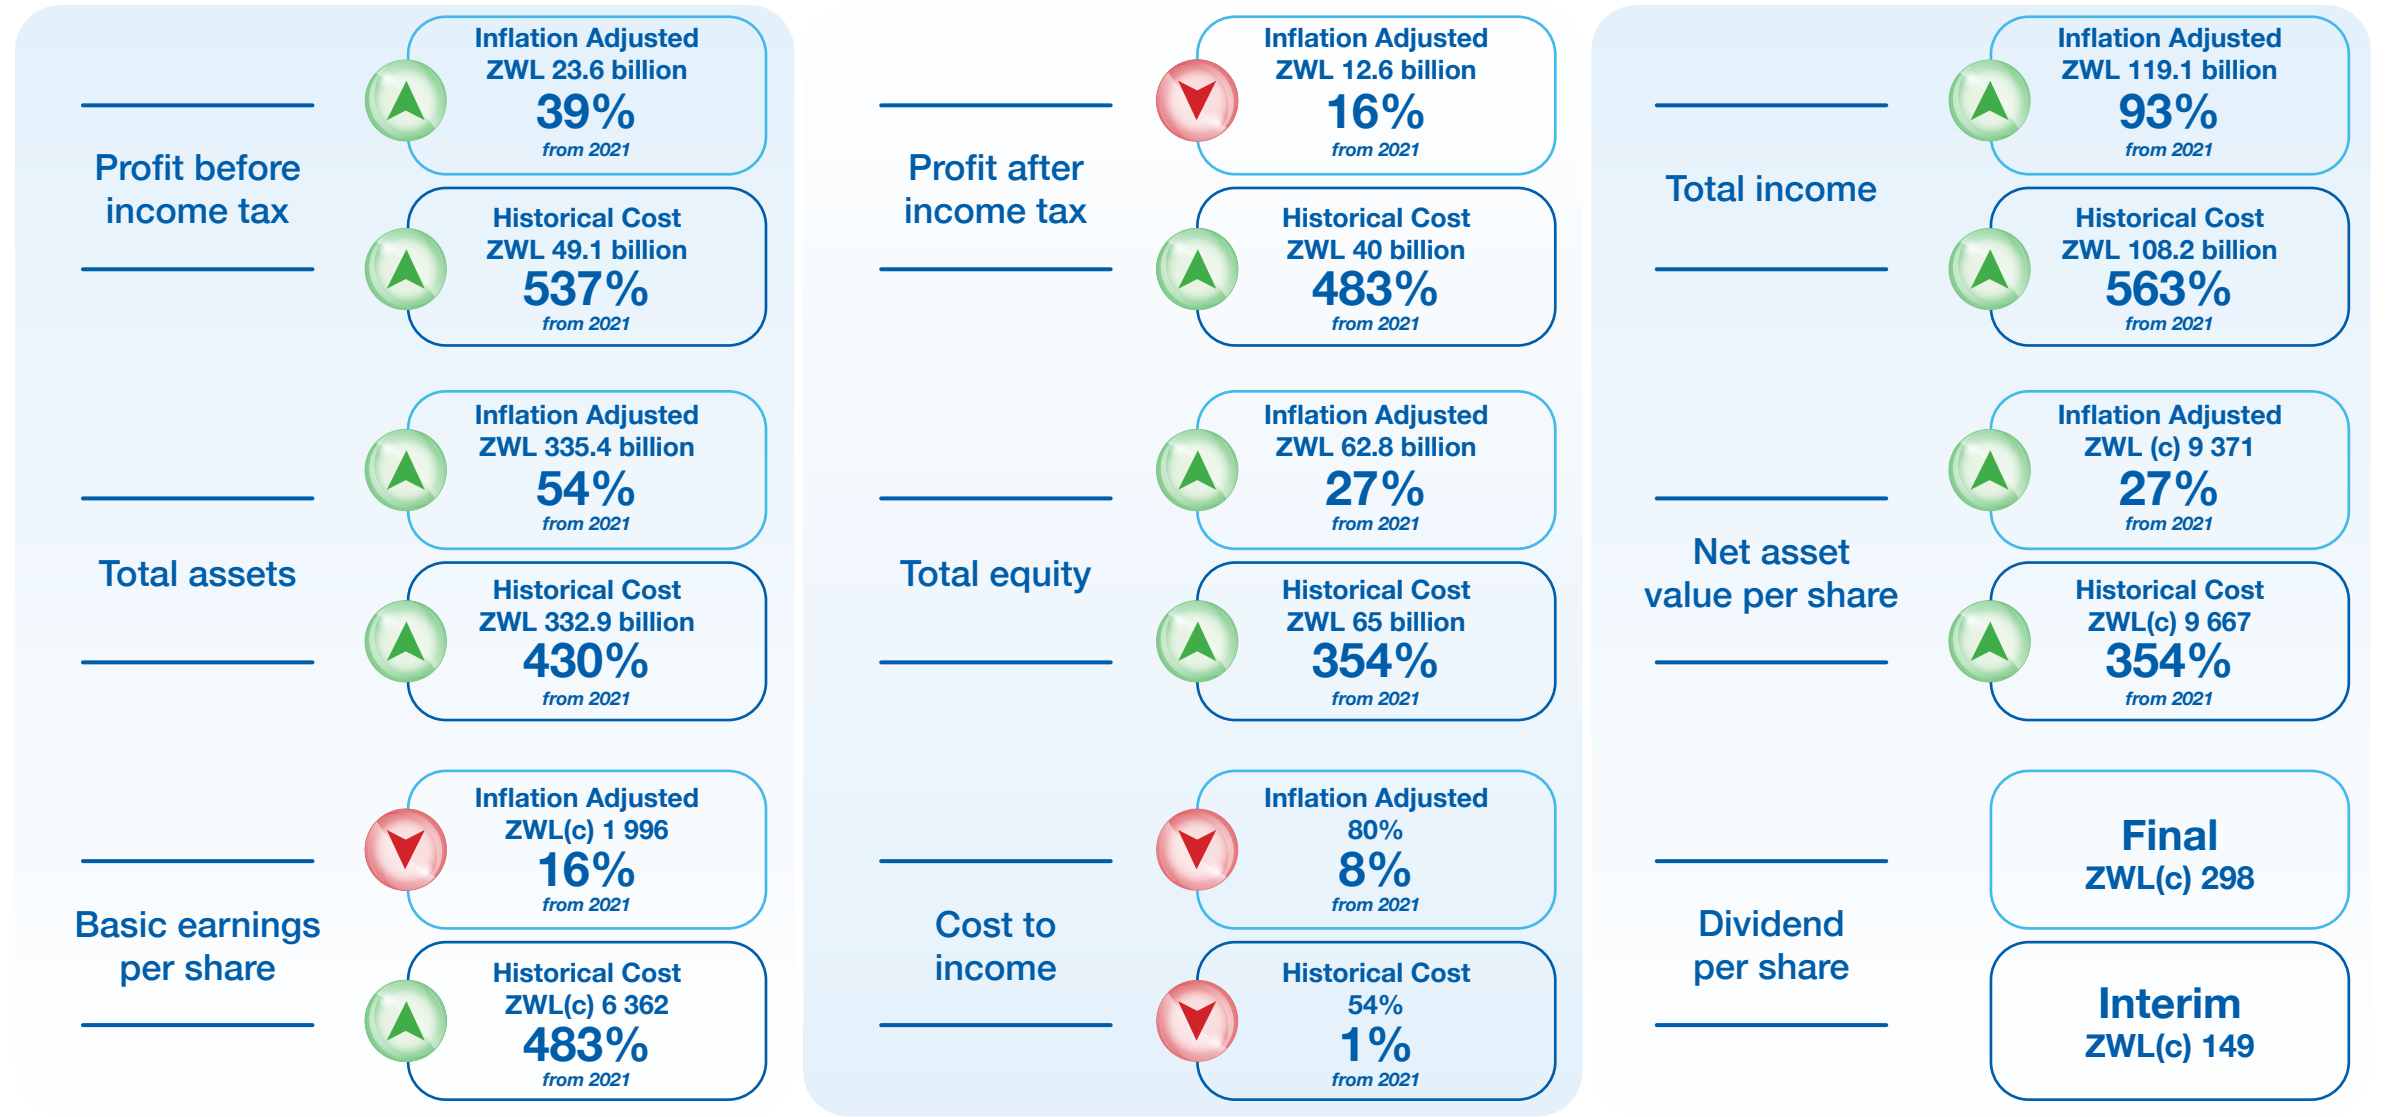 Profit before
income tax
Inflation Adjusted
ZWL 23.6 billion
39%
from 2021
Historical Cost
ZWL 49.1 billion
537%
from 2021
Profit after
income tax
Inflation Adjusted
ZWL 12.6 billion
16%
from 2021
Historical Cost
ZWL 40 billion
483%
from 2021
Total income
Inflation Adjusted
ZWL 119.1 billion
93%
from 2021
Historical Cost
ZWL 108.2 billion
563%
from 2021
Total assets
Inflation Adjusted
ZWL 335.4 billion
54%
from 2021
Historical Cost
ZWL 332.9 billion
430%
from 2021
Total equity
Inflation Adjusted
ZWL 62.8 billion
27%
from 2021
Historical Cost
ZWL 65 billion
354%
from 2021
Net asset
value per share
Inflation Adjusted
ZWL (c) 9 371
27%
from 2021
Historical Cost
ZWL(c) 9 667
354%
from 2021
Basic earnings
per share
Inflation Adjusted
ZWL(c) 1 996
16%
from 2021
Historical Cost
ZWL(c) 6 362
483%
from 2021
Cost to
income
Inflation Adjusted
80%
8%
from 2021
Historical Cost
54%
1%
from 2021
Dividend
per share
Final
ZWL(c) 298
Interim
ZWL(c) 149